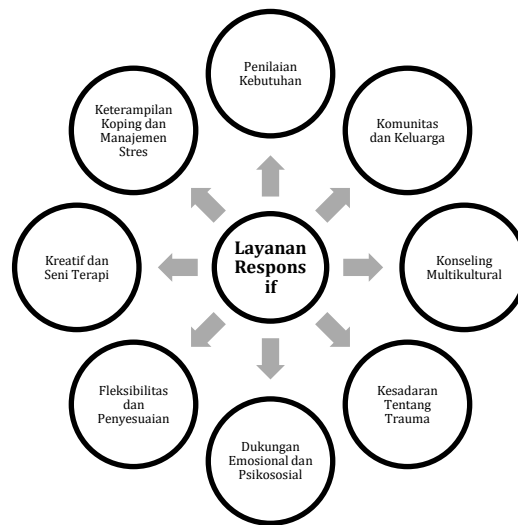 Penilaian
Kebutuhan
Keterampilan
Koping dan
Manajemen
Stres
Komunitas
dan Keluarga
Kreatif dan
Seni Terapi
Layanan
Respons
if
Konseling
Multikultural
Fleksibilitas
dan
Penyesuaian
Kesadaran
Tentang
Trauma
Dukungan
Emosional dan
Psikososial